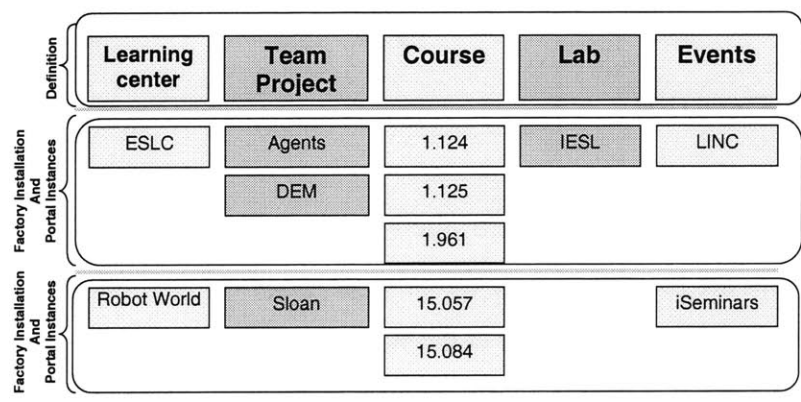 Definition
Learning
center
Team
Project
Course
Lab
Events
Factory Installation
And
Portal Instances
ESLC
Agents
1.124
IESL
LINC
DEM
1.125
1.961
Factory Installation
And
Portal Instances
Robot World
Sloan
15.057
iSeminars
15.084